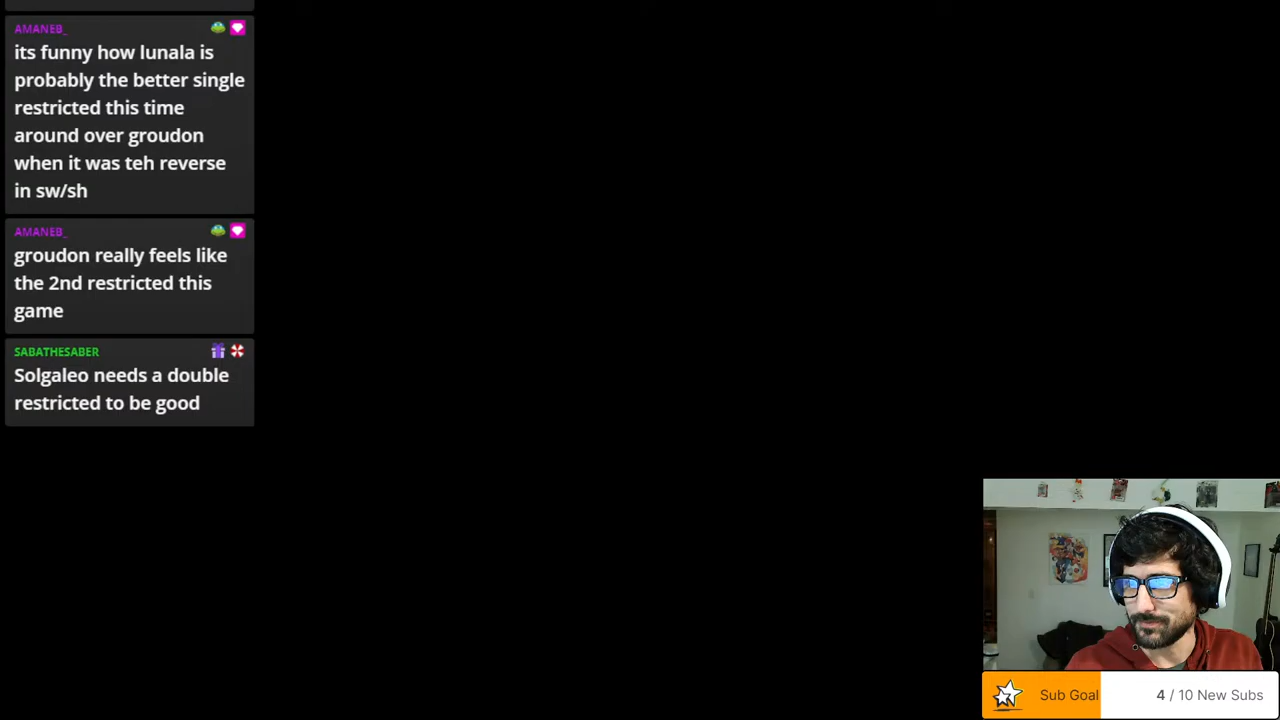 AMANEB_
its funny how lunala is
probably the better single
restricted this time
around over groudon
when it was teh reverse
in sw/sh
AMANEB_
groudon really feels like
the 2nd restricted this
game
SABATHESABER
Solgaleo needs a double
restricted to be good
Sub Goal
4 / 10 New Subs